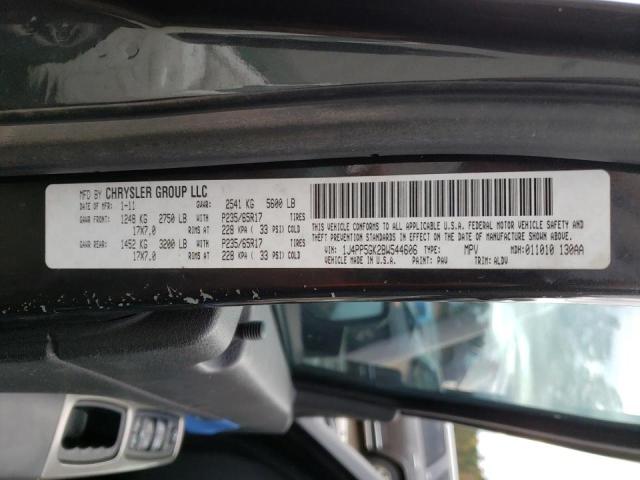 MFD BY CHRYSLER GROUP LLC
DATE OF MFR: 1-11 GVWR: 2541 KG 5600 LB
GAWR FRONT: 1248 KG 2750 LB WITH P235/65R17 TIRES
17X7.0 RIMS AT 228 KPA ( 33 PSI) COLD
GAWR REAR: 1452 KG 3200 LB WITH P235/65R17 TIRES
17X7.0 RIMS AT 228 KPA ( 33 PSI) COLD
THIS VEHICLE CONFORMS TO ALL APPLICABLE U.S.A. FEDERAL MOTOR VEHICLE SAFETY AND
THEFT PREVENTION STANDARDS IN EFFECT ON THE DATE OF MANUFACTURE SHOWN ABOVE.
VIN: 1J4PP5GK2BW544606 TYPE: MPV MDH:011010 130AA
VEHICLE MADE IN U.S.A. PAINT: PAV TRIM: ALDV